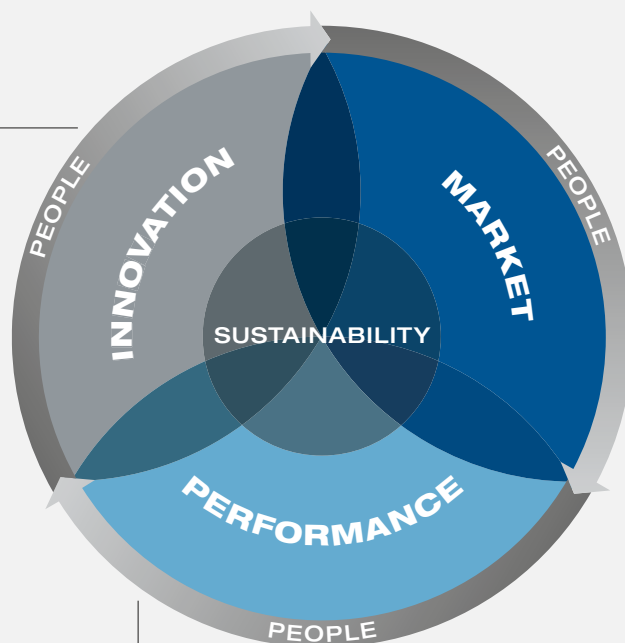 PEOPLE
PEOPLE
INNOVATION
MARKET
SUSTAINABILITY
PERFORMANCE
PEOPLE